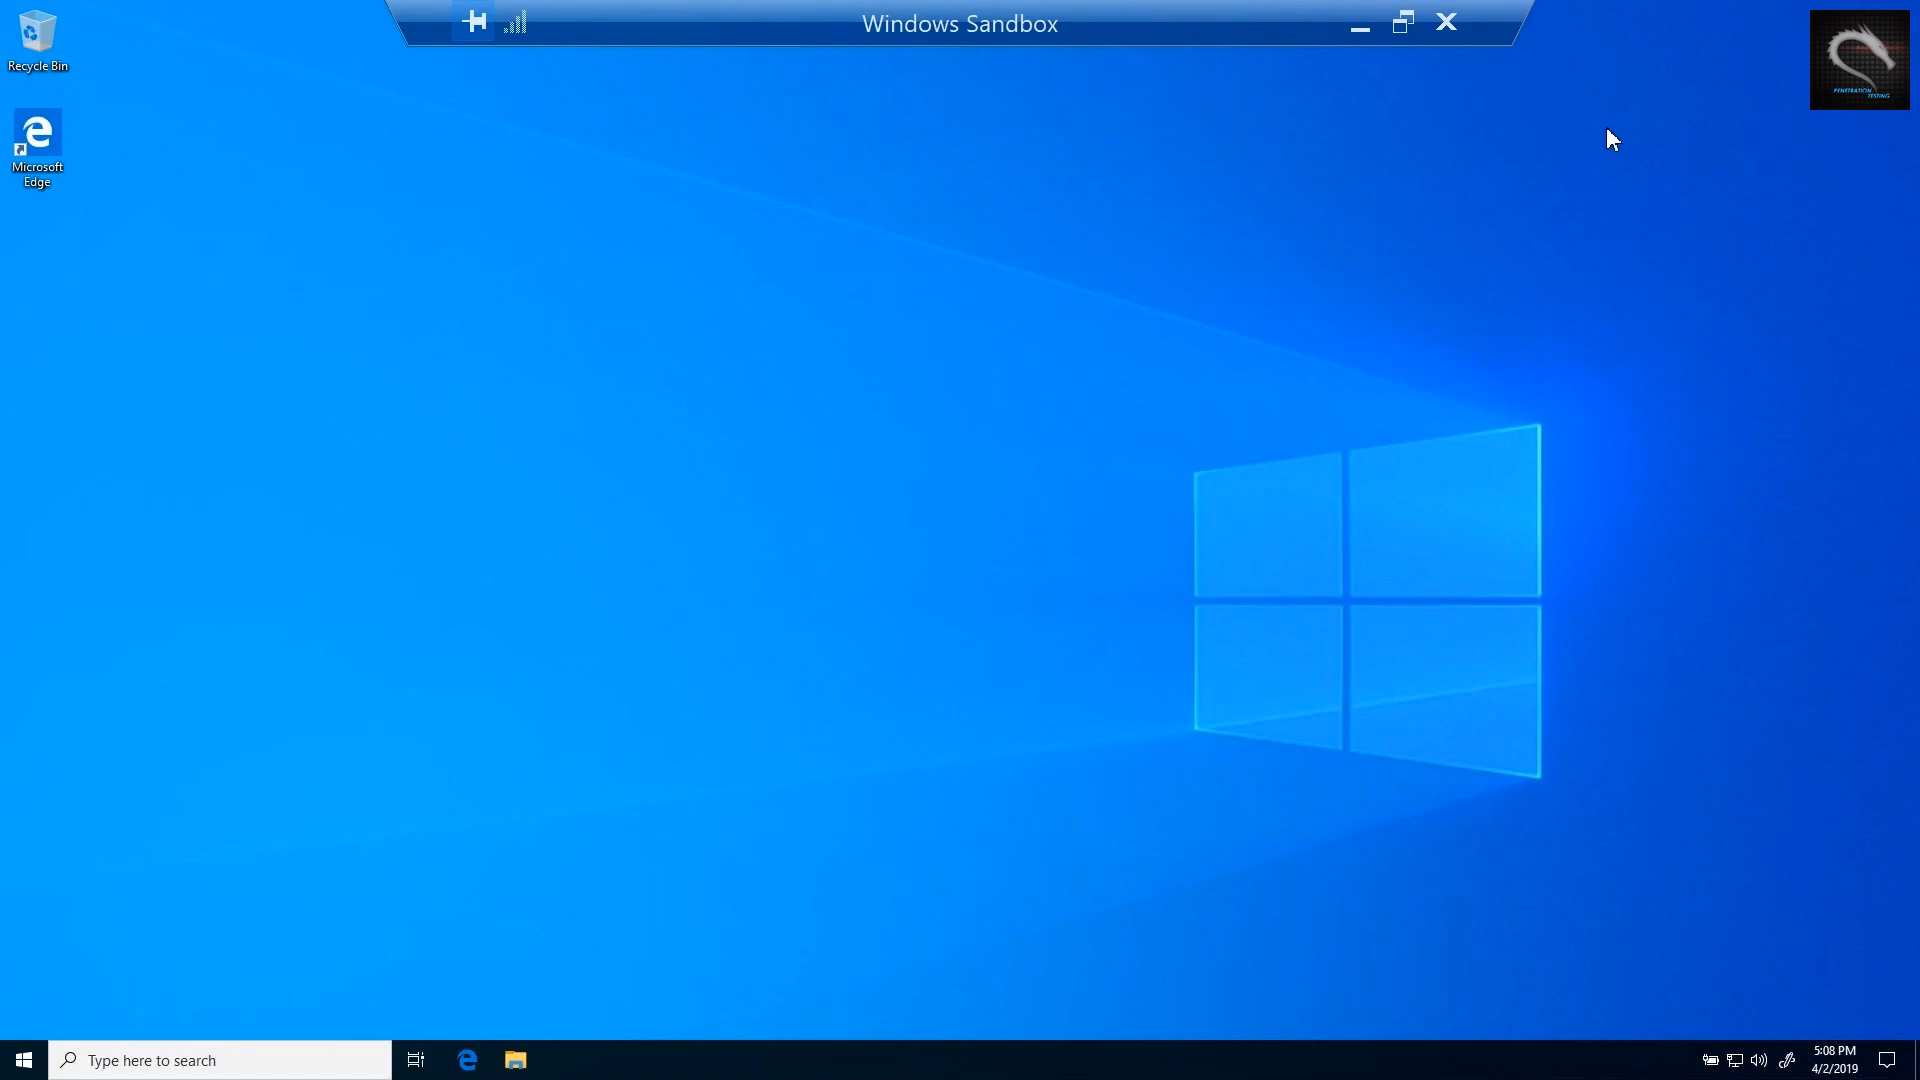 Windows Sandbox
Recycle Bin
Microsoft
Edge
PENETRATION
TESTING
Type here to search
5:08 PM
4/2/2019